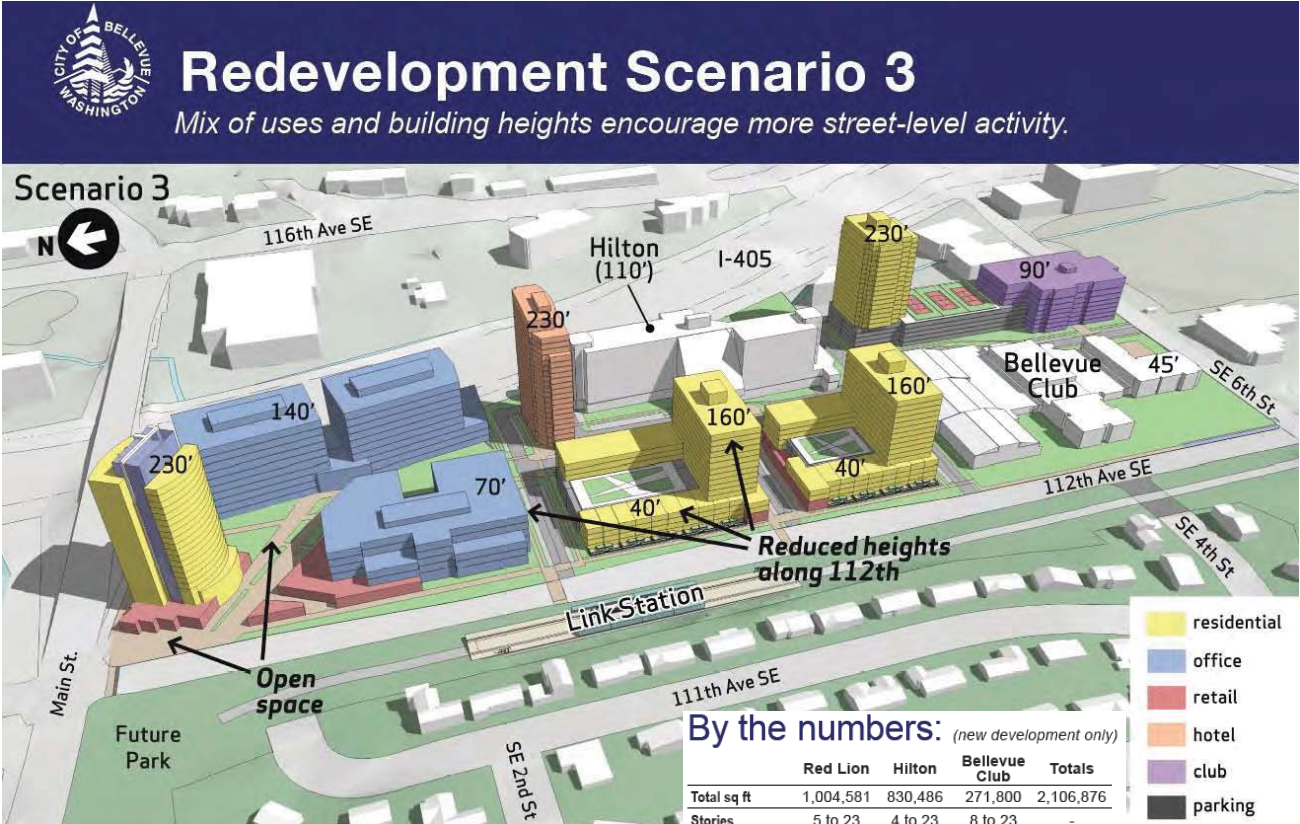 CITY OF BELLEVUE
WASHINGTON
Redevelopment Scenario 3
Mix of uses and building heights encourage more street-level activity.
Scenario 3
N
116th Ave SE
Hilton
(110')
I-405
230'
90'
230'
Bellevue
Club
45'
SE 6th St
140'
160'
160'
230'
70'
40'
40'
112th Ave SE
SE 4th St
Reduced heights
along 112th
Link Station
Open
space
Main St.
111th Ave SE
Future
Park
SE 2nd St
residential
office
retail
hotel
club
parking
By the numbers: (new development only)
Red Lion Hilton Bellevue Club Totals
Total sq ft 1,004,581 830,486 271,800 2,106,876
Stories 5 to 23 4 to 23 8 to 23 -